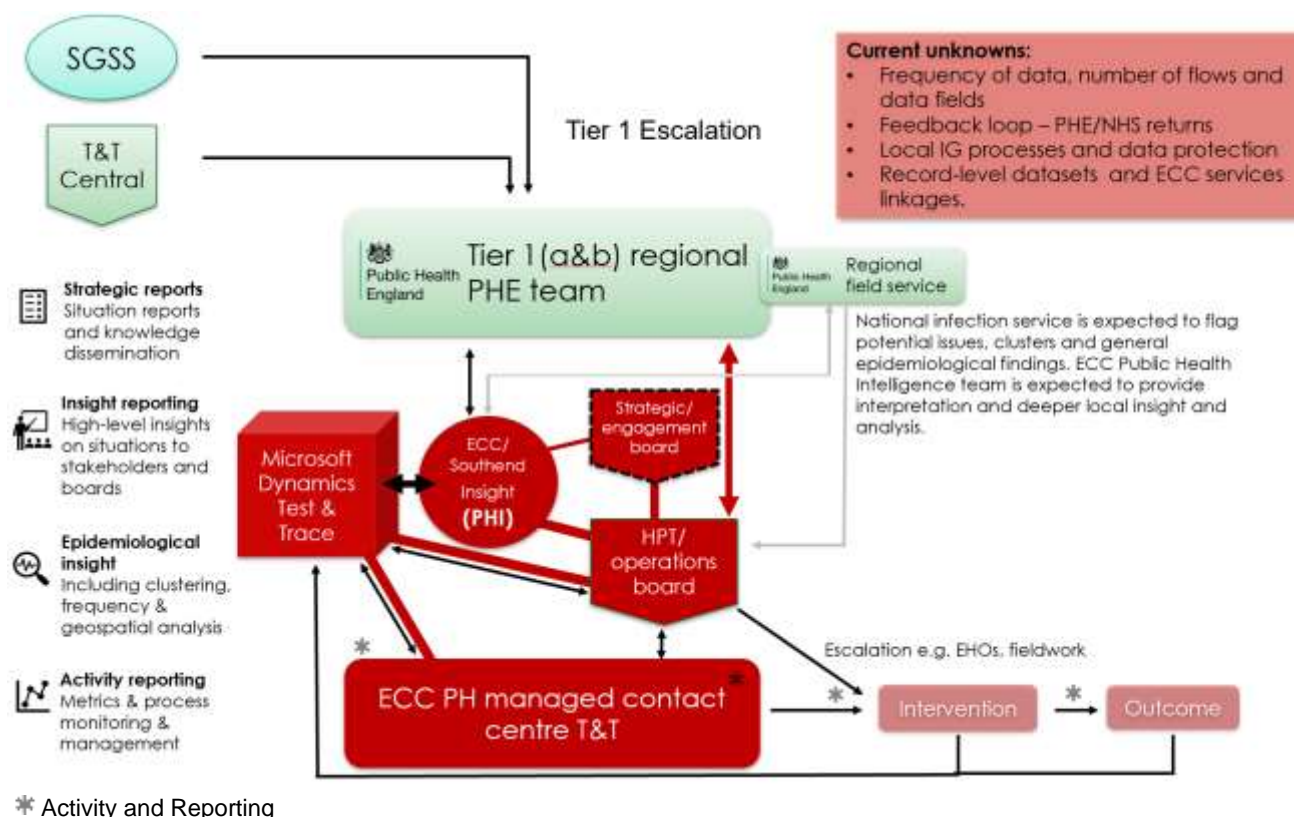 SGSS
T&T
Central
Tier 1 Escalation
Current unknowns:
• Frequency of data, number of flows and
data fields
• Feedback loop – PHE/NHS returns
• Local IG processes and data protection
• Record-level datasets and ECC services
linkages.
Public Health
England
Tier 1(a&b) regional
PHE team
Public Health
England
Regional
field service
National infection service is expected to flag
potential issues, clusters and general
epidemiological findings. ECC Public Health
Intelligence team is expected to provide
interpretation and deeper local insight and
analysis.
Strategic reports
Situation reports
and knowledge
dissemination
Insight reporting
High-level insights
on situations to
stakeholders and
boards
Epidemiological
insight
Including clustering,
frequency &
geospatial analysis
Activity reporting
Metrics & process
monitoring &
management
Microsoft
Dynamics
Test &
Trace
ECC/
Southend
Insight
(PHI)
Strategic/
engagement
board
HPT/
operations
board
*
ECC PH managed contact *
centre T&T
Escalation e.g. EHOs, fieldwork
*
Intervention
*
Outcome
* Activity and Reporting